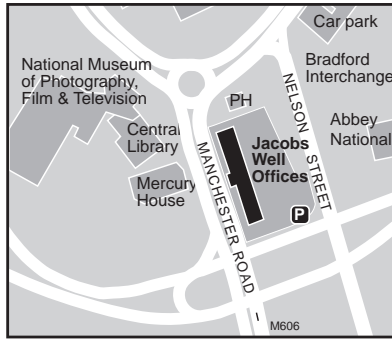 Car park
National Museum
of Photography,
Film & Television
Bradford
Interchange
PH
NELSON STREET
Abbey
National
Central
Library
Jacobs
Well
Offices
MANCHESTER ROAD
Mercury
House
P
M606